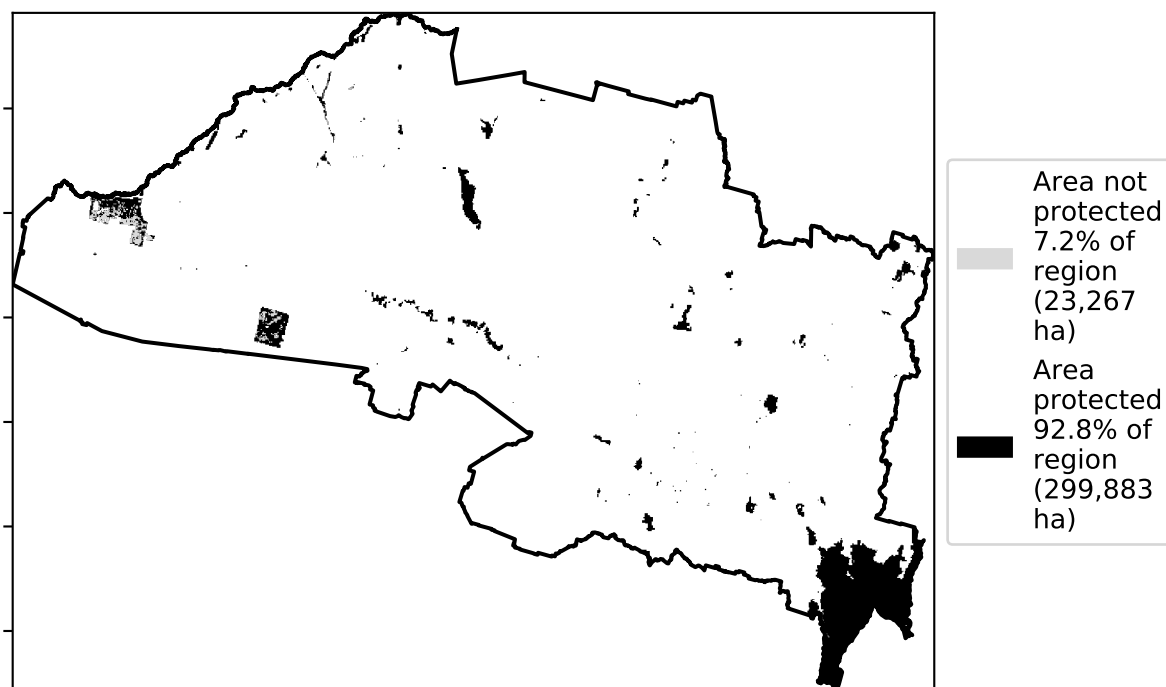 Area not
protected
7.2% of
region
(23,267
ha)
Area
protected
92.8% of
region
(299,883
ha)